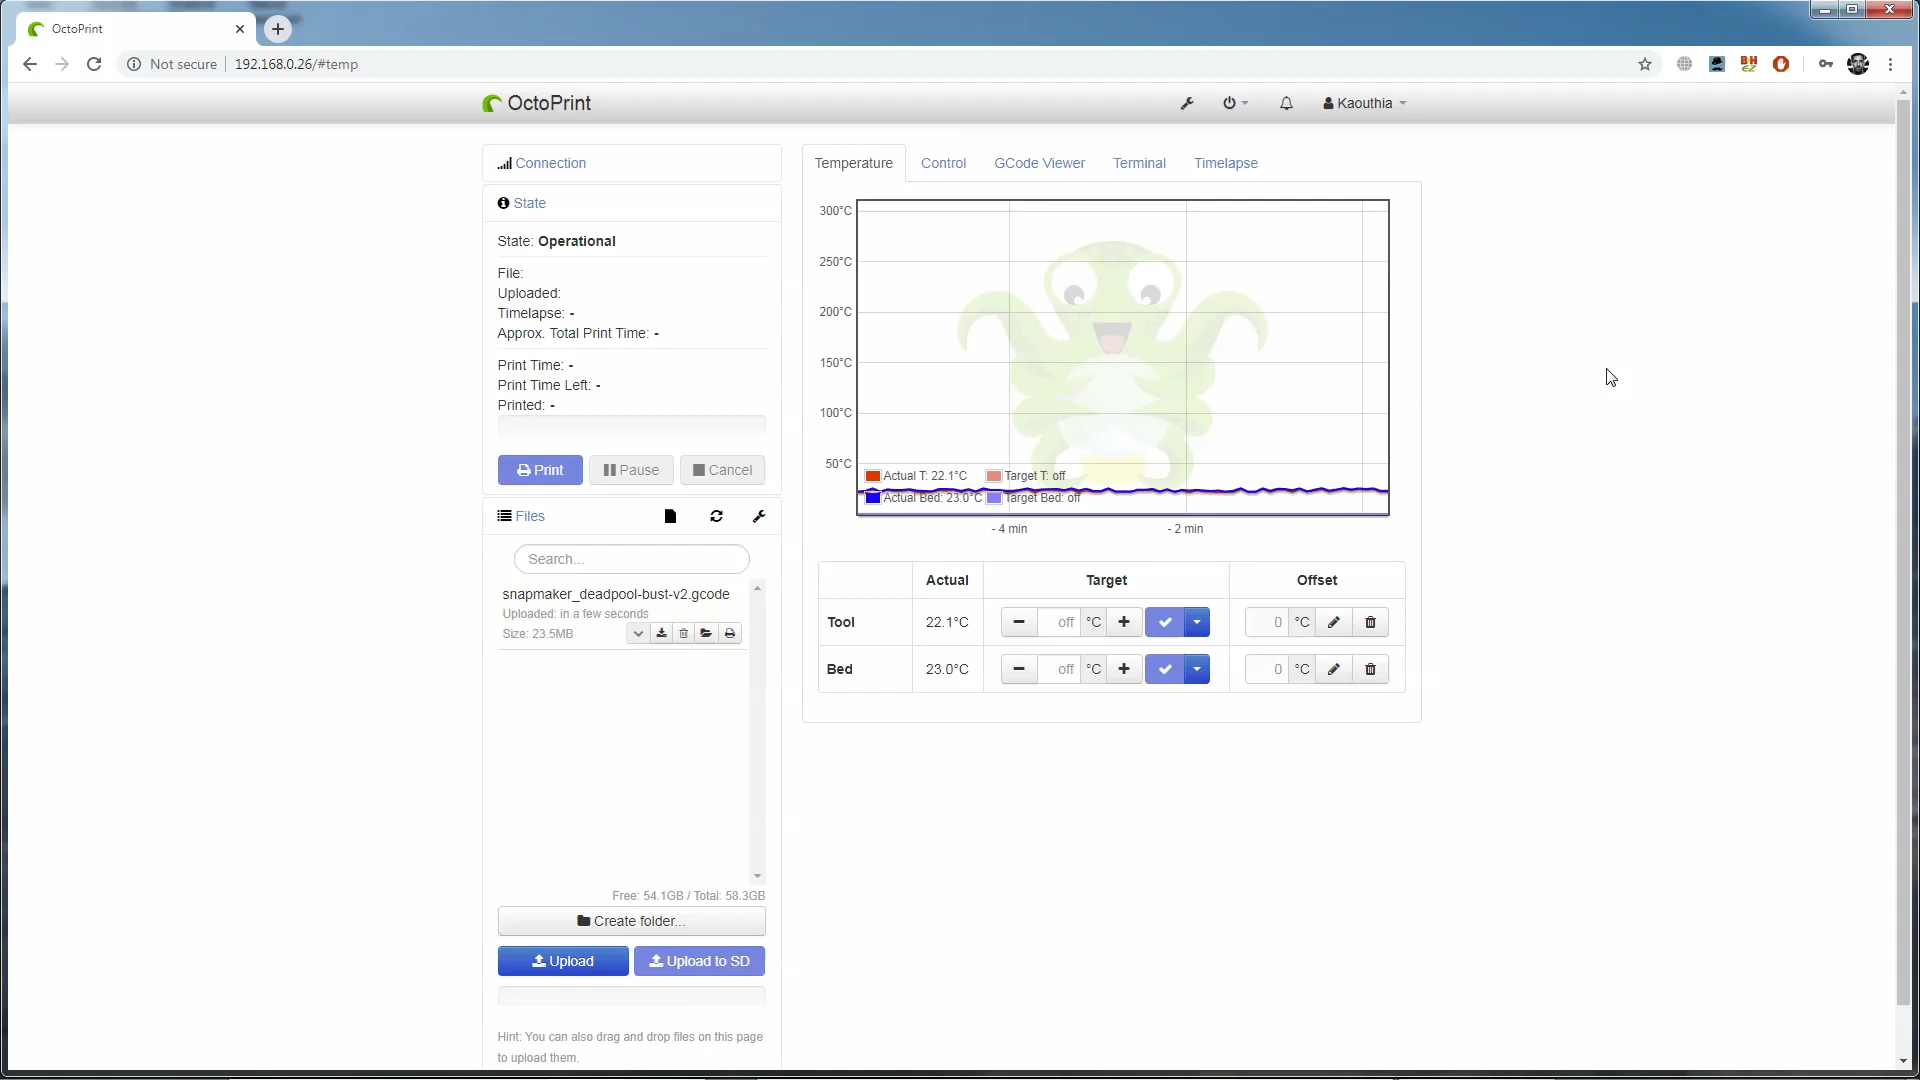 OctoPrint
Not secure
192.168.0.26/#temp
OctoPrint
Kaouthia
Connection
State
State: Operational
File:
Uploaded:
Timelapse: -
Approx. Total Print Time: -
Print Time: -
Print Time Left: -
Printed: -
Print
Pause
Cancel
Files
Search...
snapmaker_deadpool-bust-v2.gcode
Uploaded: in a few seconds
Size: 23.5MB
Free: 54.1GB / Total: 58.3GB
Create folder...
Upload
Upload to SD
Hint: You can also drag and drop files on this page
to upload them.
Temperature
Control
GCode Viewer
Terminal
Timelapse
300°C
250°C
200°C
150°C
100°C
50°C
Actual T: 22.1°C
Target T: off
Actual Bed: 23.0°C
Target Bed: off
- 4 min
- 2 min
Actual
Target
Offset
Tool
22.1°C
off °C
0 °C
Bed
23.0°C
off °C
0 °C